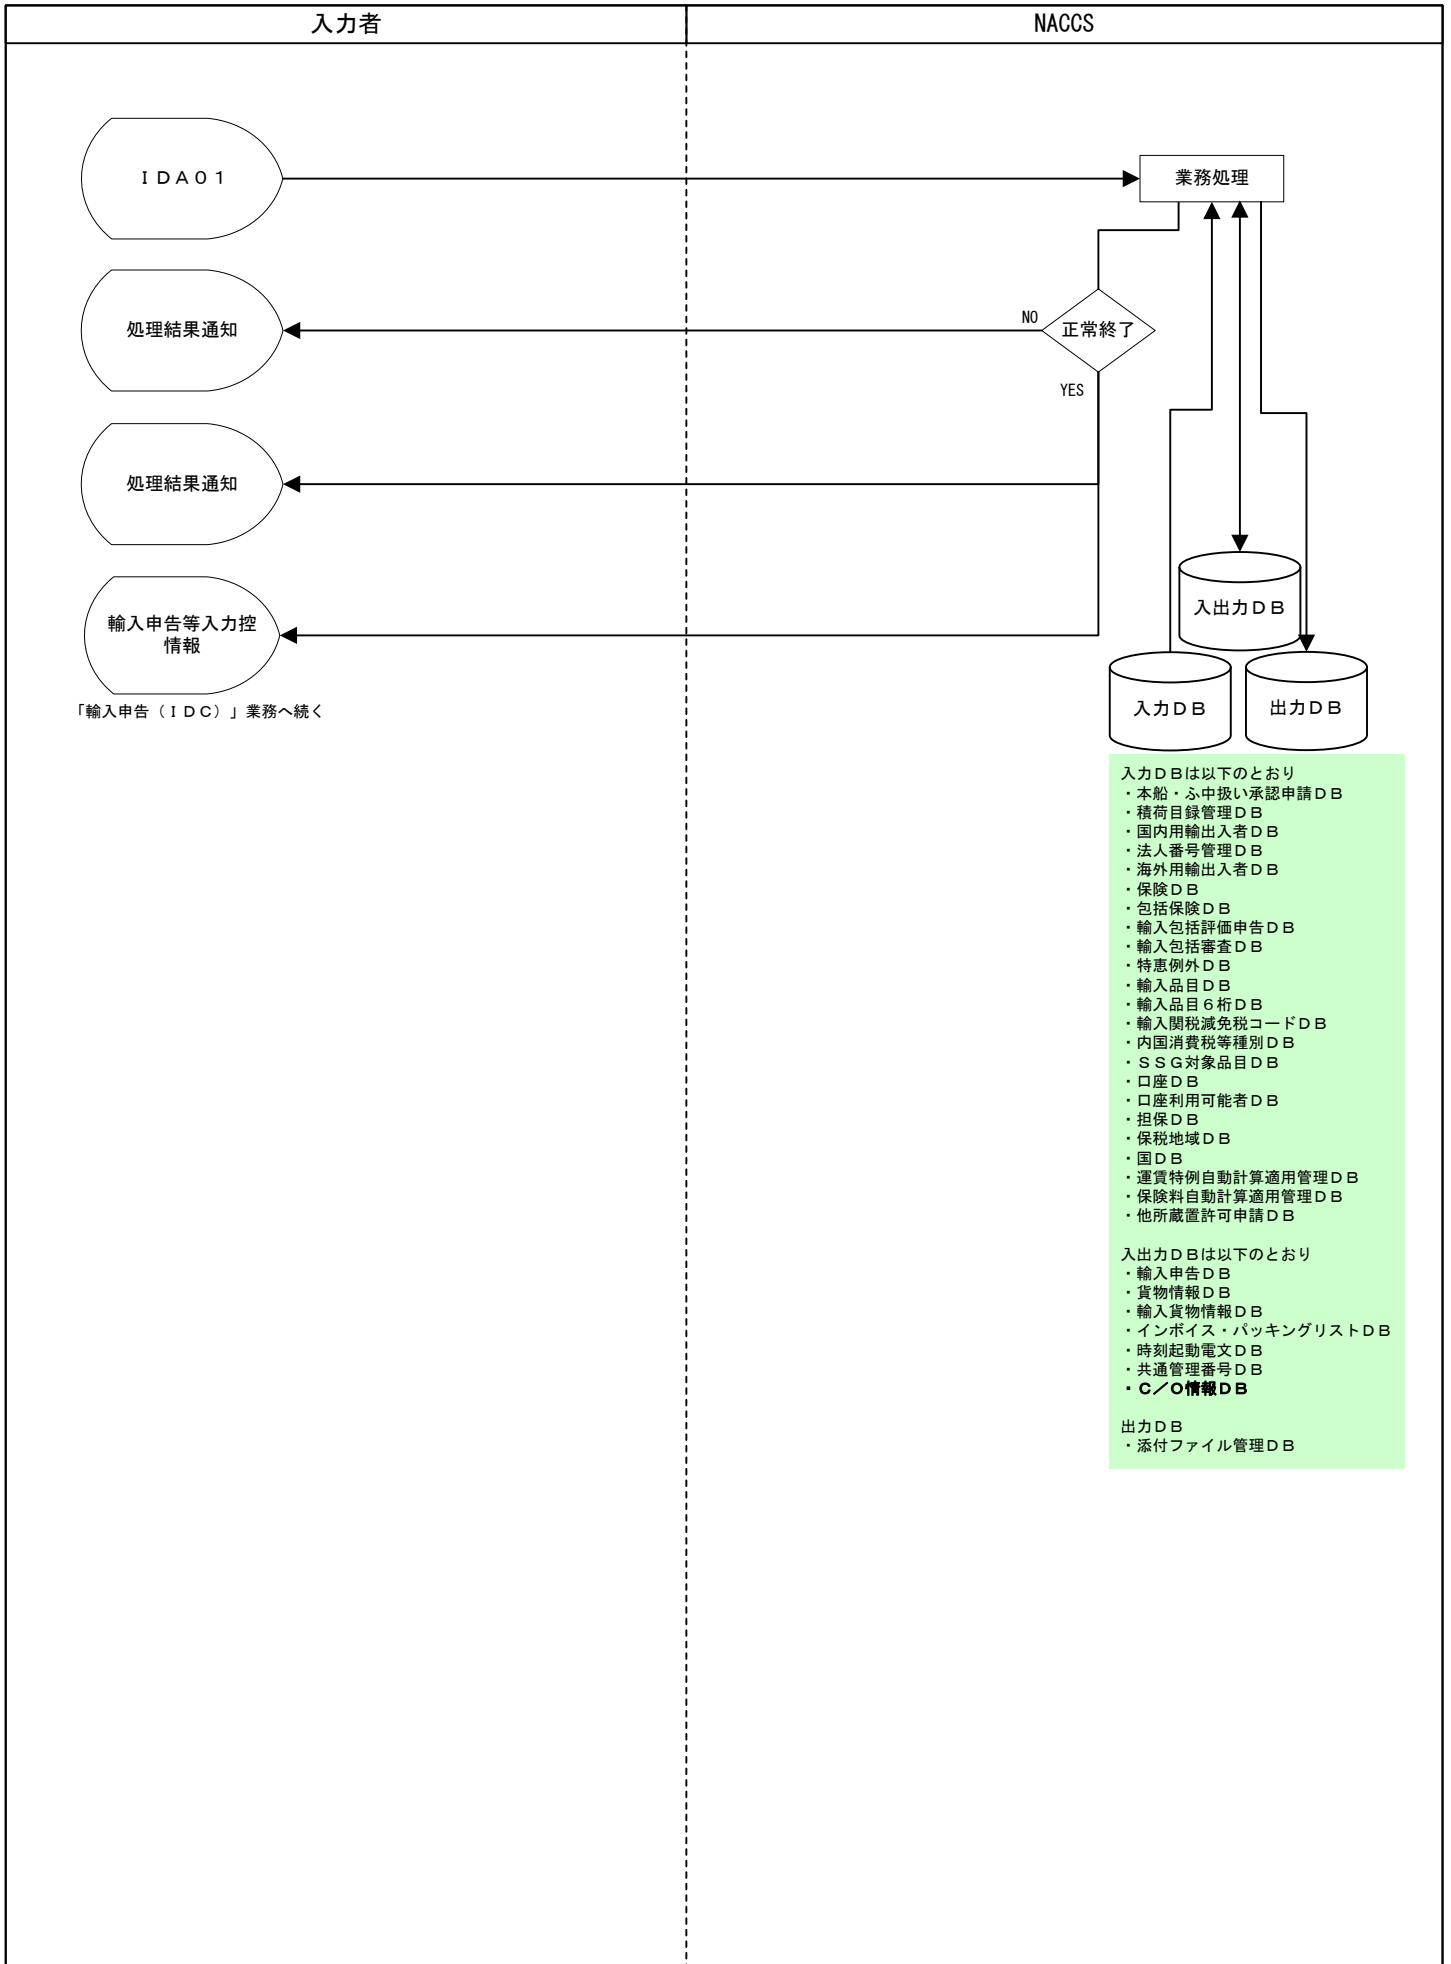 入力者
NACCS
ＩＤＡ０１
業務処理
処理結果通知
NO
正常終了
YES
処理結果通知
入出力ＤＢ
輸入申告等入力控
情報
入力ＤＢ
出力ＤＢ
「輸入申告（ＩＤＣ）」業務へ続く
入力ＤＢは以下のとおり
・本船・ふ中扱い承認申請ＤＢ
・積荷目録管理ＤＢ
・国内用輸出入者ＤＢ
・法人番号管理ＤＢ
・海外用輸出入者ＤＢ
・保険ＤＢ
・包括保険ＤＢ
・輸入包括評価申告ＤＢ
・輸入包括審査ＤＢ
・特恵例外ＤＢ
・輸入品目ＤＢ
・輸入品目６桁ＤＢ
・輸入関税減免税コードＤＢ
・内国消費税等種別ＤＢ
・ＳＳＧ対象品目ＤＢ
・口座ＤＢ
・口座利用可能者ＤＢ
・担保ＤＢ
・保税地域ＤＢ
・国ＤＢ
・運賃特例自動計算適用管理ＤＢ
・保険料自動計算適用管理ＤＢ
・他所蔵置許可申請ＤＢ
入出力ＤＢは以下のとおり
・輸入申告ＤＢ
・貨物情報ＤＢ
・輸入貨物情報ＤＢ
・インボイス・パッキングリストＤＢ
・時刻起動電文ＤＢ
・共通管理番号ＤＢ
・Ｃ／Ｏ情報ＤＢ
出力ＤＢ
・添付ファイル管理ＤＢ